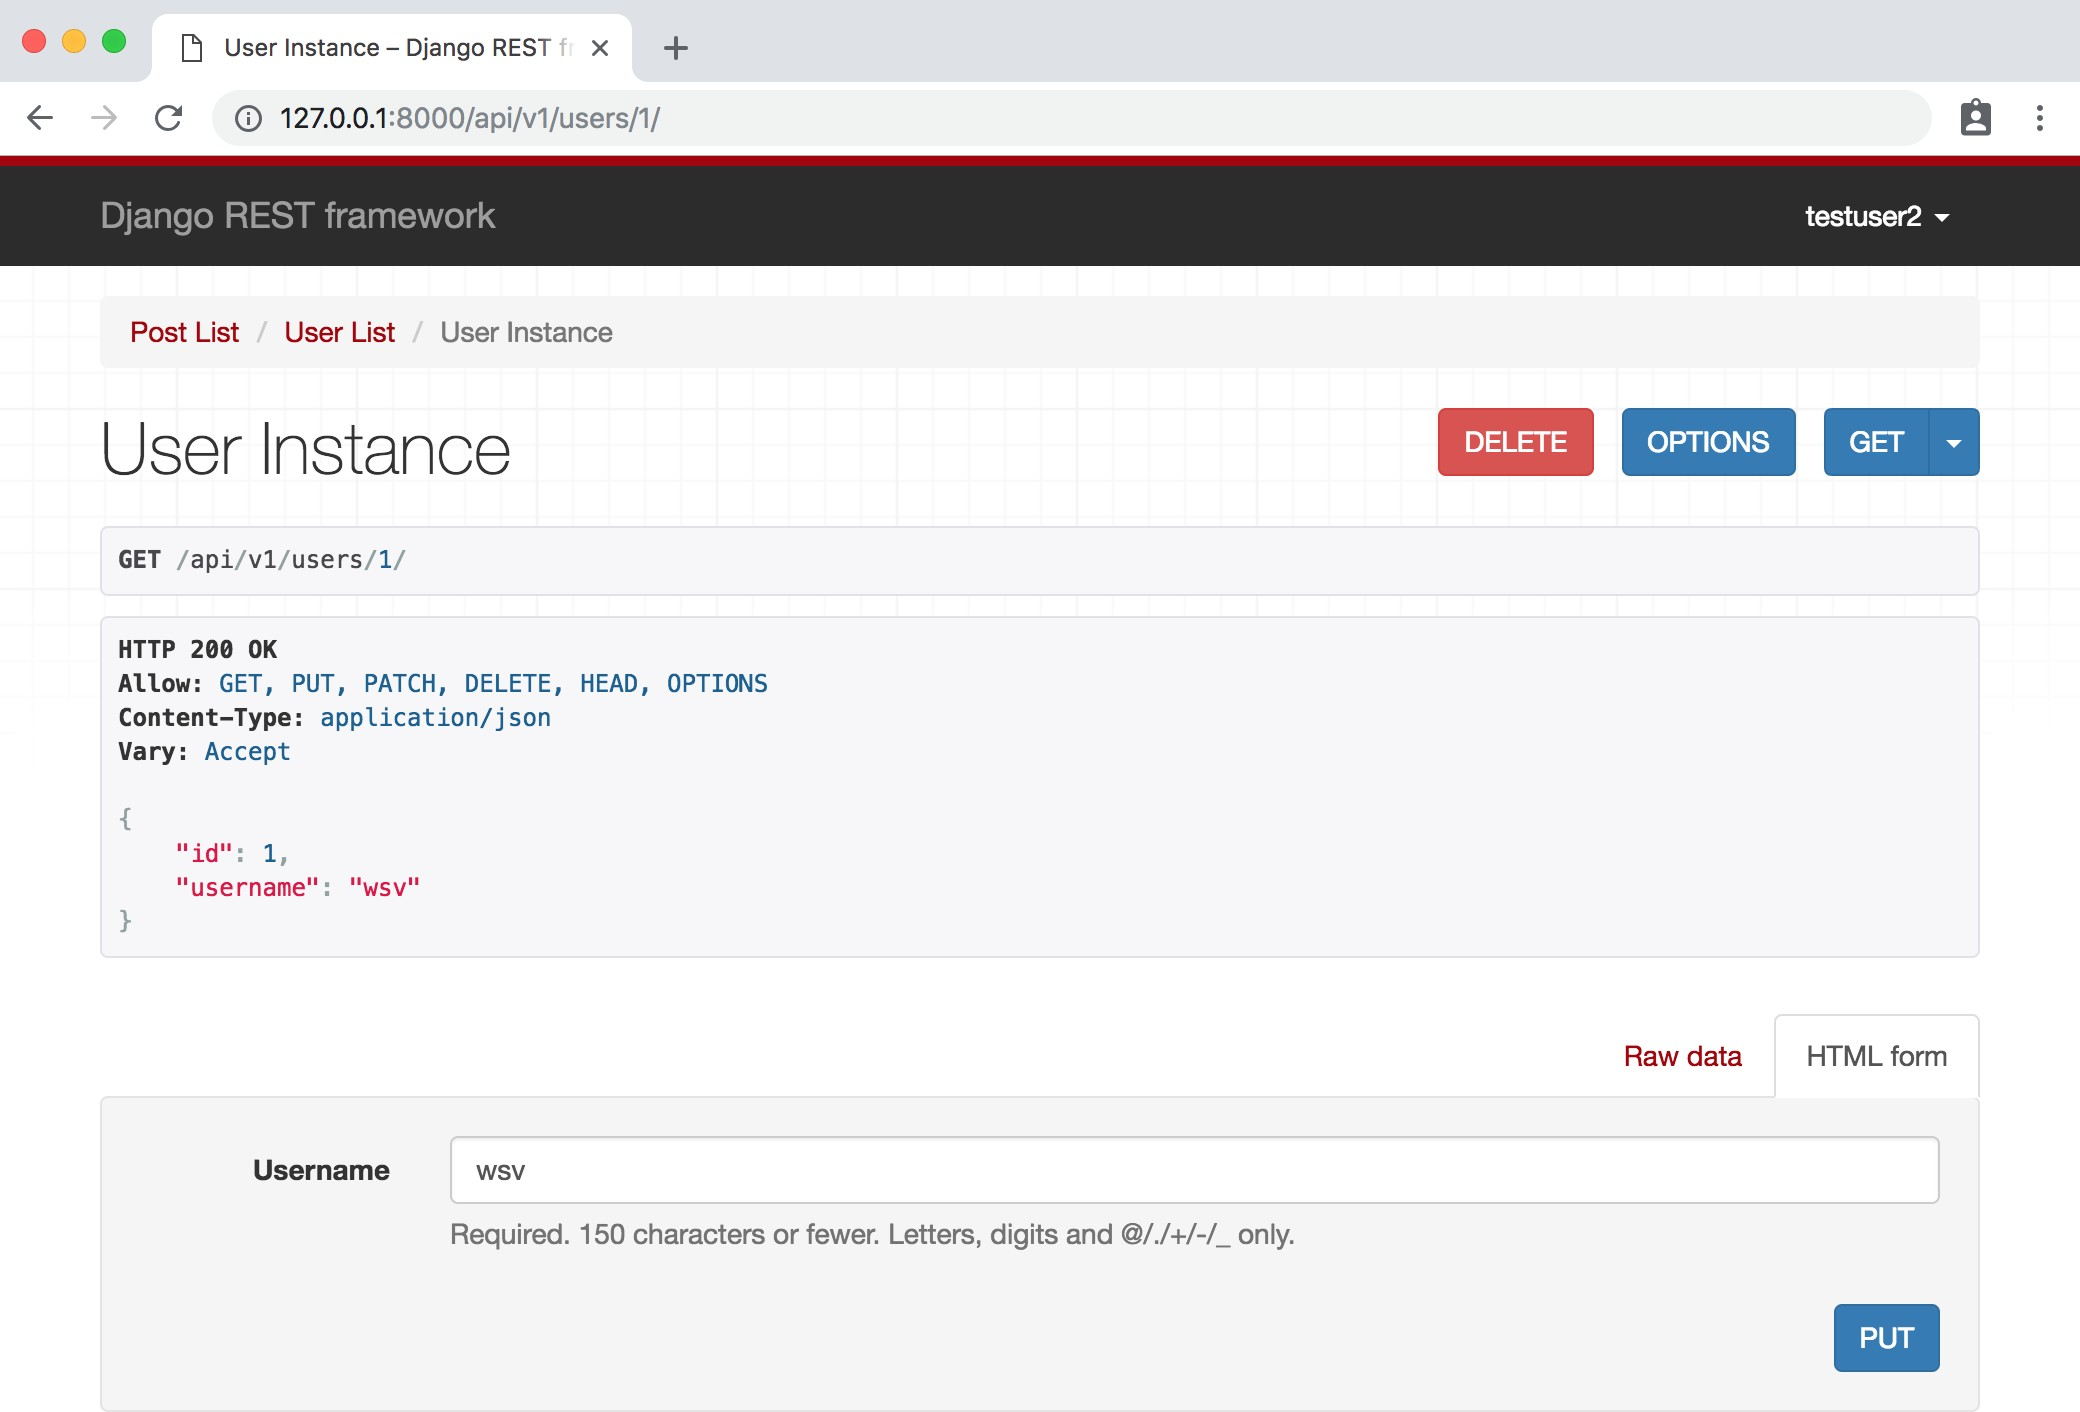 User Instance – Django REST fr
127.0.0.1:8000/api/v1/users/1/
Django REST framework
testuser2
Post List / User List / User Instance
User Instance
DELETE
OPTIONS
GET
GET /api/v1/users/1/
HTTP 200 OK
Allow: GET, PUT, PATCH, DELETE, HEAD, OPTIONS
Content-Type: application/json
Vary: Accept
{
    "id": 1,
    "username": "wsv"
}
Raw data
HTML form
Username
wsv
Required. 150 characters or fewer. Letters, digits and @/./+/-/_ only.
PUT